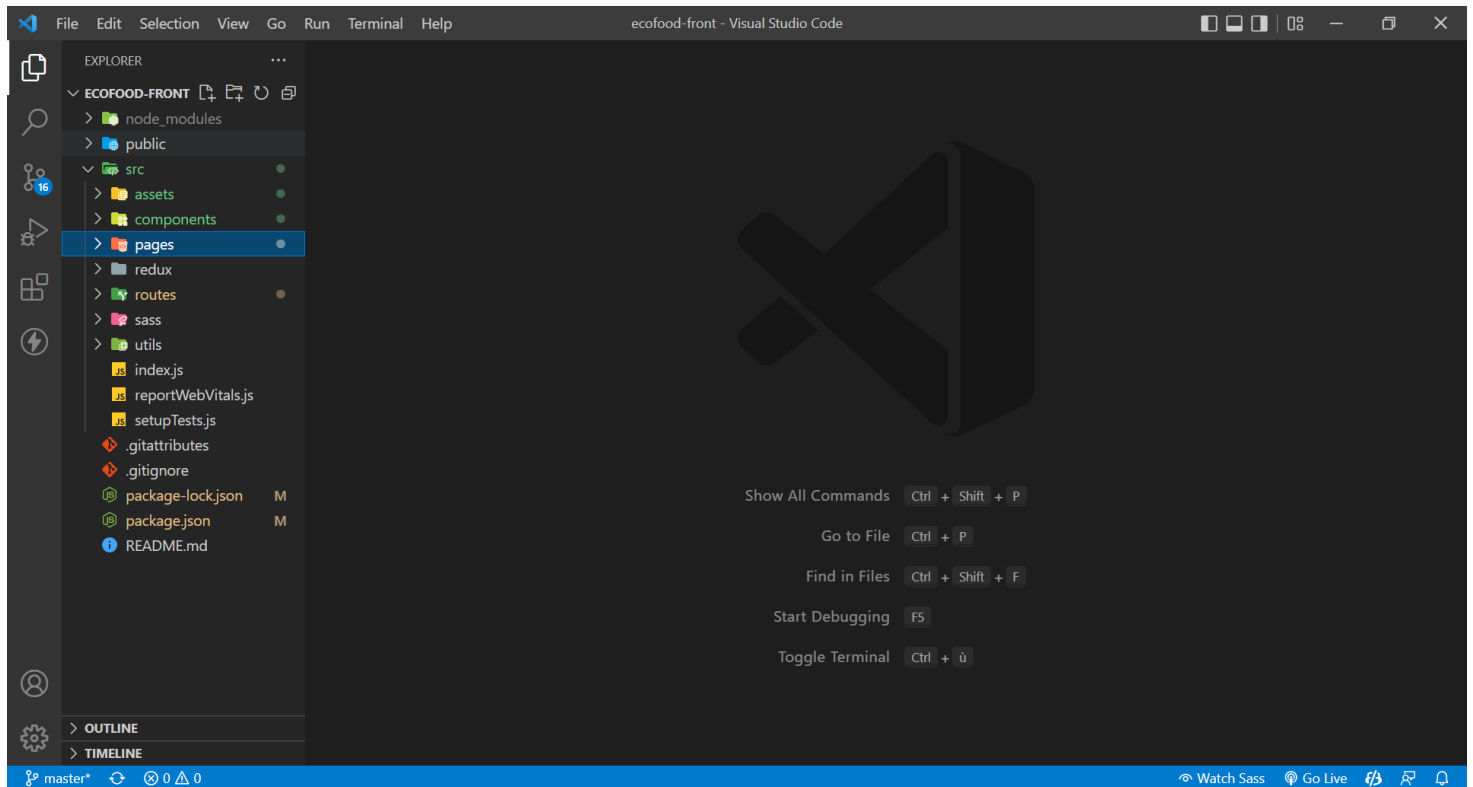 File Edit Selection View Go Run Terminal Help
ecofood-front - Visual Studio Code
EXPLORER
ECOFOOD-FRONT
node_modules
public
src
assets
components
pages
redux
routes
sass
utils
JS index.js
JS reportWebVitals.js
JS setupTests.js
.gitattributes
.gitignore
package-lock.json M
package.json M
README.md
16
OUTLINE
TIMELINE
Show All Commands Ctrl + Shift + P
Go to File Ctrl + P
Find in Files Ctrl + Shift + F
Start Debugging F5
Toggle Terminal Ctrl + ù
master* 0 0
Watch Sass Go Live